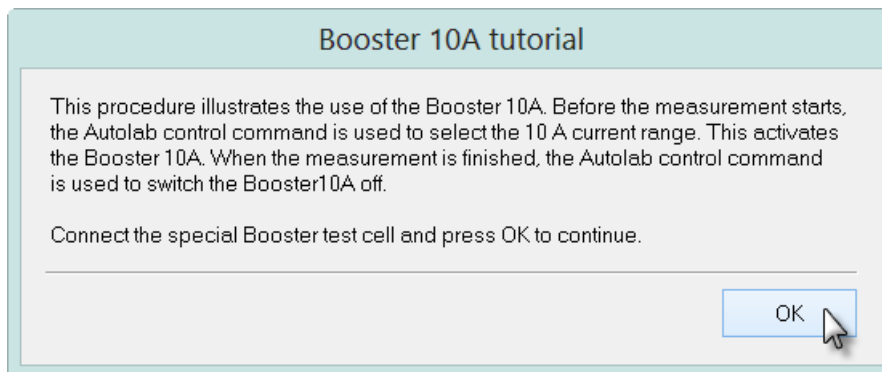 Booster 10A tutorial
This procedure illustrates the use of the Booster 10A. Before the measurement starts,
the Autolab control command is used to select the 10 A current range. This activates
the Booster 10A. When the measurement is finished, the Autolab control command
is used to switch the Booster10A off.
Connect the special Booster test cell and press OK to continue.
OK